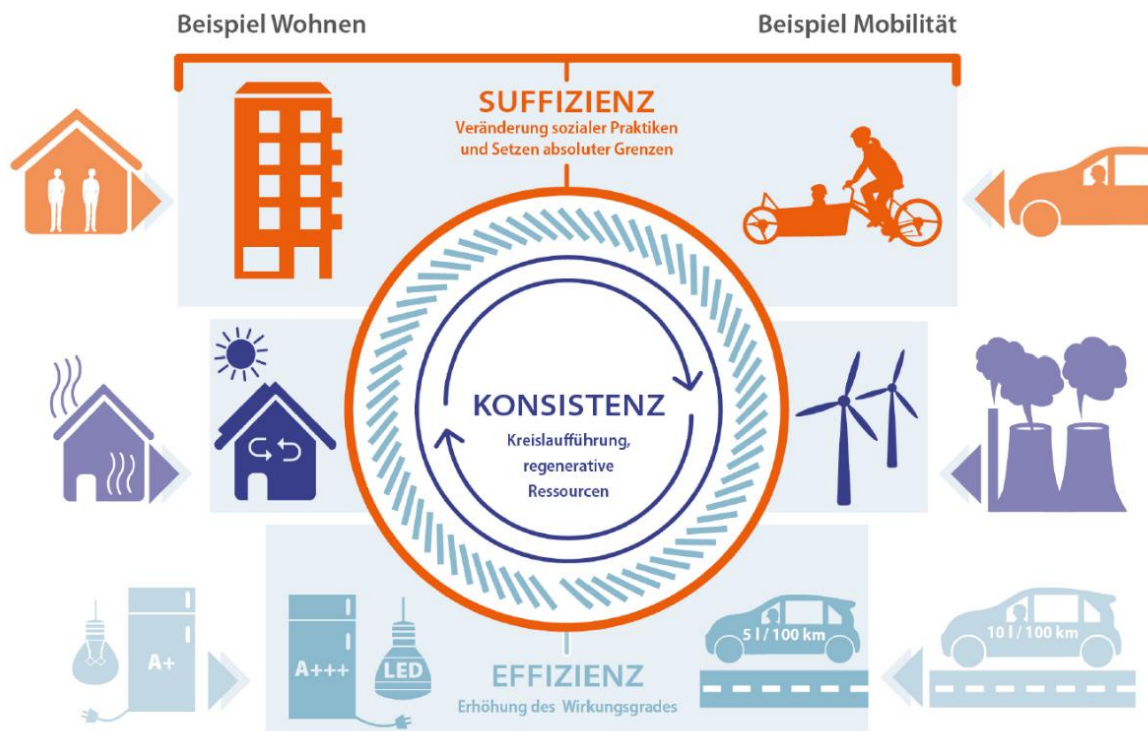 Beispiel Wohnen
Beispiel Mobilität
SUFFIZIENZ
Veränderung sozialer Praktiken
und Setzen absoluter Grenzen
KONSISTENZ
Kreislaufführung,
regenerative
Ressourcen
A+
A+++
LED
EFFIZIENZ
Erhöhung des Wirkungsgrades
5 l / 100 km
10 l / 100 km